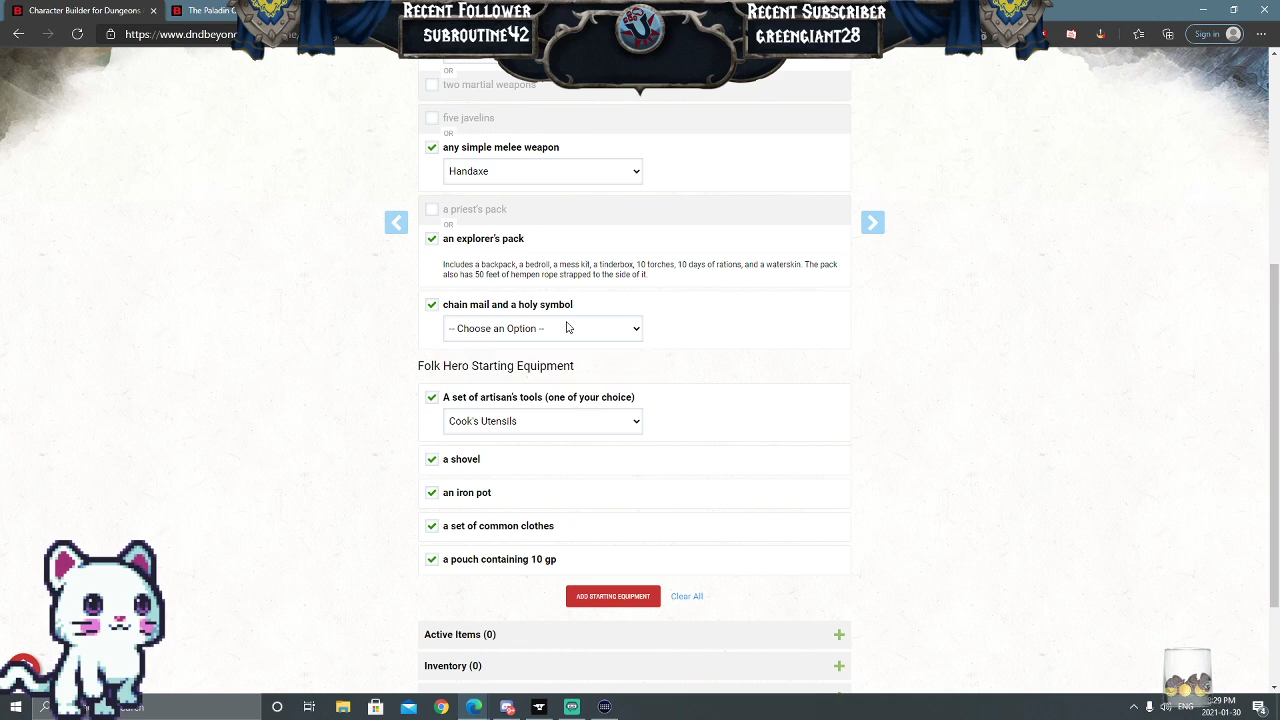 Character Builder for Dungeons
The Paladin G
RECENT FOLLOWER
SUBROUTINE42
RECENT SUBSCRIBER
GREENGIANT28
https://www.dndbeyond
Sign in
OR
two martial weapons
five javelins
OR
any simple melee weapon
Handaxe
a priest's pack
OR
an explorer's pack
Includes a backpack, a bedroll, a mess kit, a tinderbox, 10 torches, 10 days of rations, and a waterskin. The pack
also has 50 feet of hempen rope strapped to the side of it.
chain mail and a holy symbol
-- Choose an Option --
Folk Hero Starting Equipment
A set of artisan's tools (one of your choice)
Cook's Utensils
a shovel
an iron pot
a set of common clothes
a pouch containing 10 gp
ADD STARTING EQUIPMENT
Clear All
Active Items (0)
Inventory (0)
ENG
:29 PM
2021-01-30